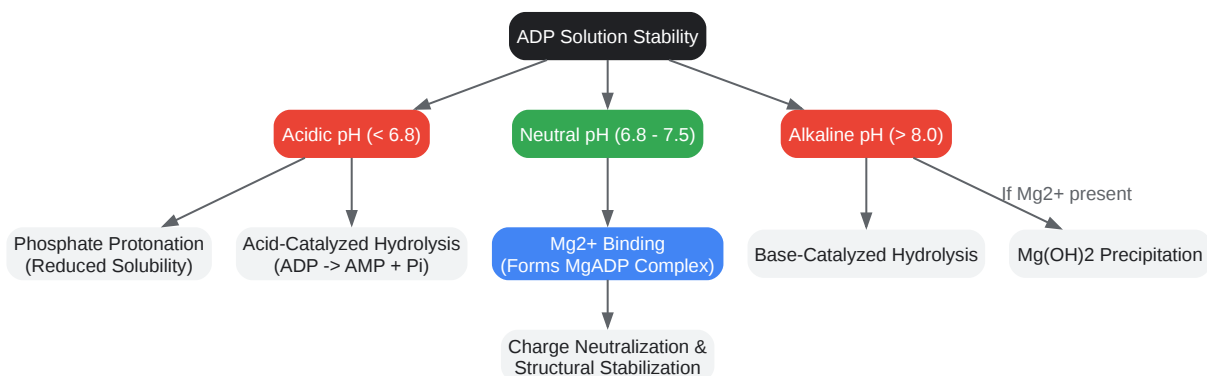 ADP Solution Stability
Acidic pH (< 6.8)
Neutral pH (6.8 - 7.5)
Alkaline pH (> 8.0)
If Mg2+ present
Phosphate Protonation
(Reduced Solubility)
Acid-Catalyzed Hydrolysis
(ADP -> AMP + Pi)
Mg2+ Binding
(Forms MgADP Complex)
Base-Catalyzed Hydrolysis
Mg(OH)2 Precipitation
Charge Neutralization &
Structural Stabilization